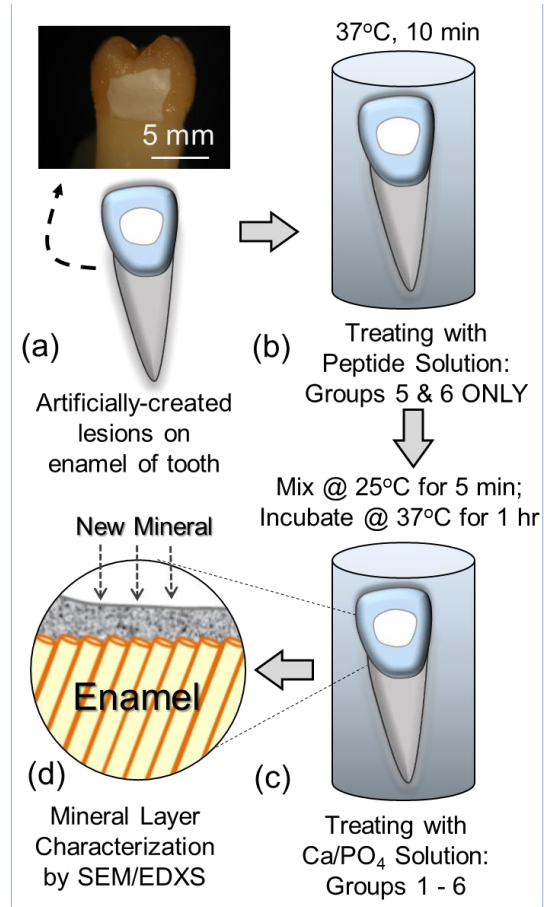 5 mm
(a)
Artificially-created
lesions on
enamel of tooth
37°C, 10 min
(b)
Treating with
Peptide Solution:
Groups 5 & 6 ONLY
Mix @ 25°C for 5 min;
Incubate @ 37°C for 1 hr
(c)
Treating with
Ca/PO₄ Solution:
Groups 1 - 6
New Mineral
Enamel
(d)
Mineral Layer
Characterization
by SEM/EDXS